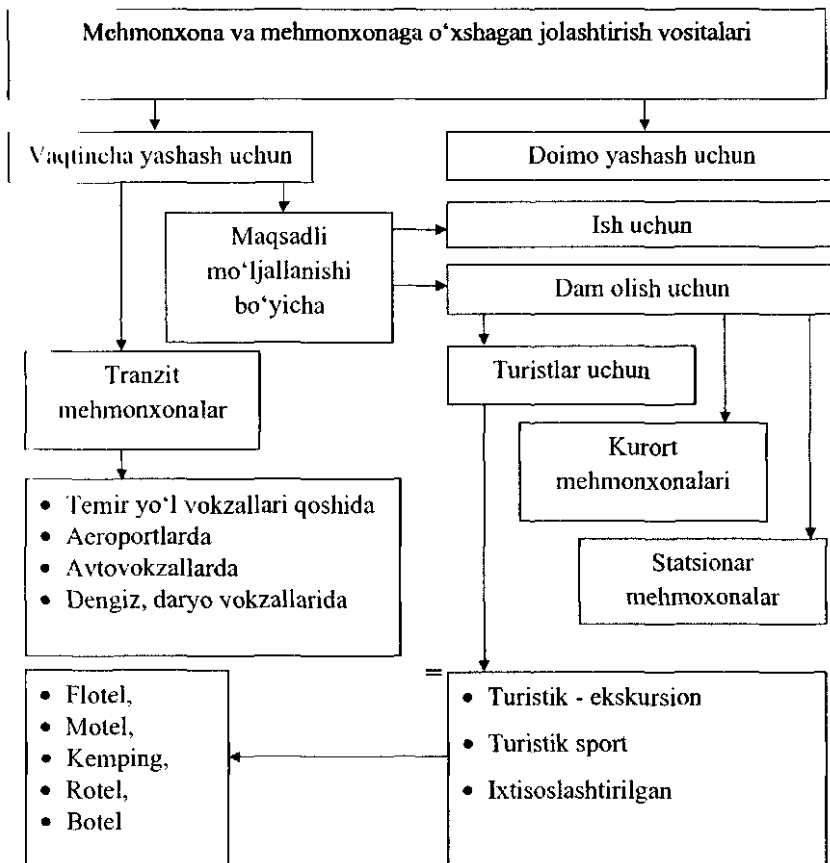 Mehmonxona va mehmonxonaga o‘xshagan jolashtirish vositalari
Vaqtincha yashash uchun
Doimo yashash uchun
Maqsadli
mo‘ljallanishi
bo‘yicha
Ish uchun
Dam olish uchun
Tranzit
mehmonxonalar
Turistlar uchun
Kurort
mehmonxonalari
• Temir yo‘l vokzallari qoshida
• Aeroportlarda
• Avtovokzallarda
• Dengiz, daryo vokzallarida
Statsionar
mehmoxonalar
=
• Flotel,
• Motel,
• Kemping,
• Rotel,
• Botel
• Turistik - ekskursion
• Turistik sport
• Ixtisoslashtirilgan